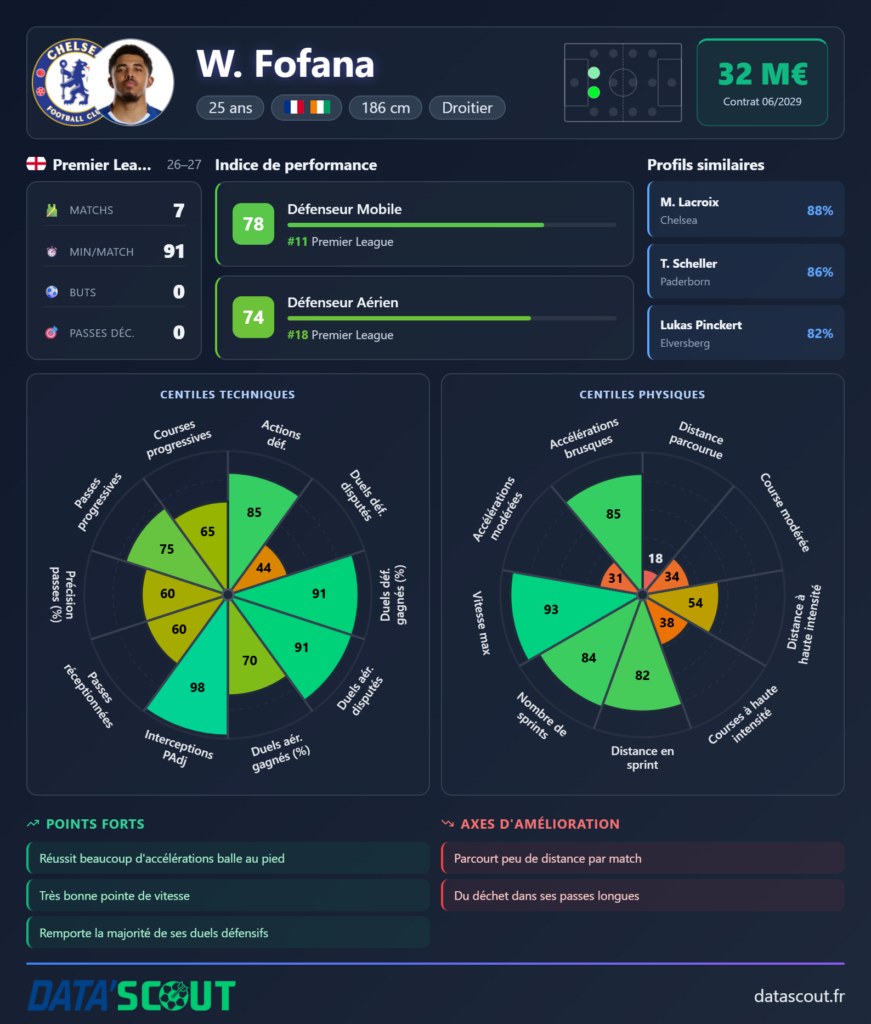 CHELSEA
FOOTBALL CLUB
W. Fofana
25 ans
186 cm
Droitier
32 M€
Contrat 06/2029
Premier Lea...
26–27
MATCHS
7
MIN/MATCH
91
BUTS
0
PASSES DÉC.
0
Indice de performance
78
Défenseur Mobile
#11 Premier League
74
Défenseur Aérien
#18 Premier League
Profils similaires
M. Lacroix
Chelsea
88%
T. Scheller
Paderborn
86%
Lukas Pinckert
Elversberg
82%
CENTILES TECHNIQUES
Actions
déf.
85
Duels déf.
disputés
44
Duels déf.
gagnés (%)
91
Duels aér.
disputés
91
Duels aér.
gagnés (%)
70
Interceptions
PAdj
98
Passes
réceptionnées
60
Précision
passes (%)
60
Passes
progressives
75
Courses
progressives
65
CENTILES PHYSIQUES
Distance
parcourue
18
Course modérée
34
Distance à
haute intensité
54
Courses à haute
intensité
38
Distance en
sprint
82
Nombre de
sprints
84
Vitesse max
93
Accélérations
modérées
31
Accélérations
brusques
85
POINTS FORTS
Réussit beaucoup d'accélérations balle au pied
Très bonne pointe de vitesse
Remporte la majorité de ses duels défensifs
AXES D'AMÉLIORATION
Parcourt peu de distance par match
Du déchet dans ses passes longues
DATA'SCOUT
datascout.fr